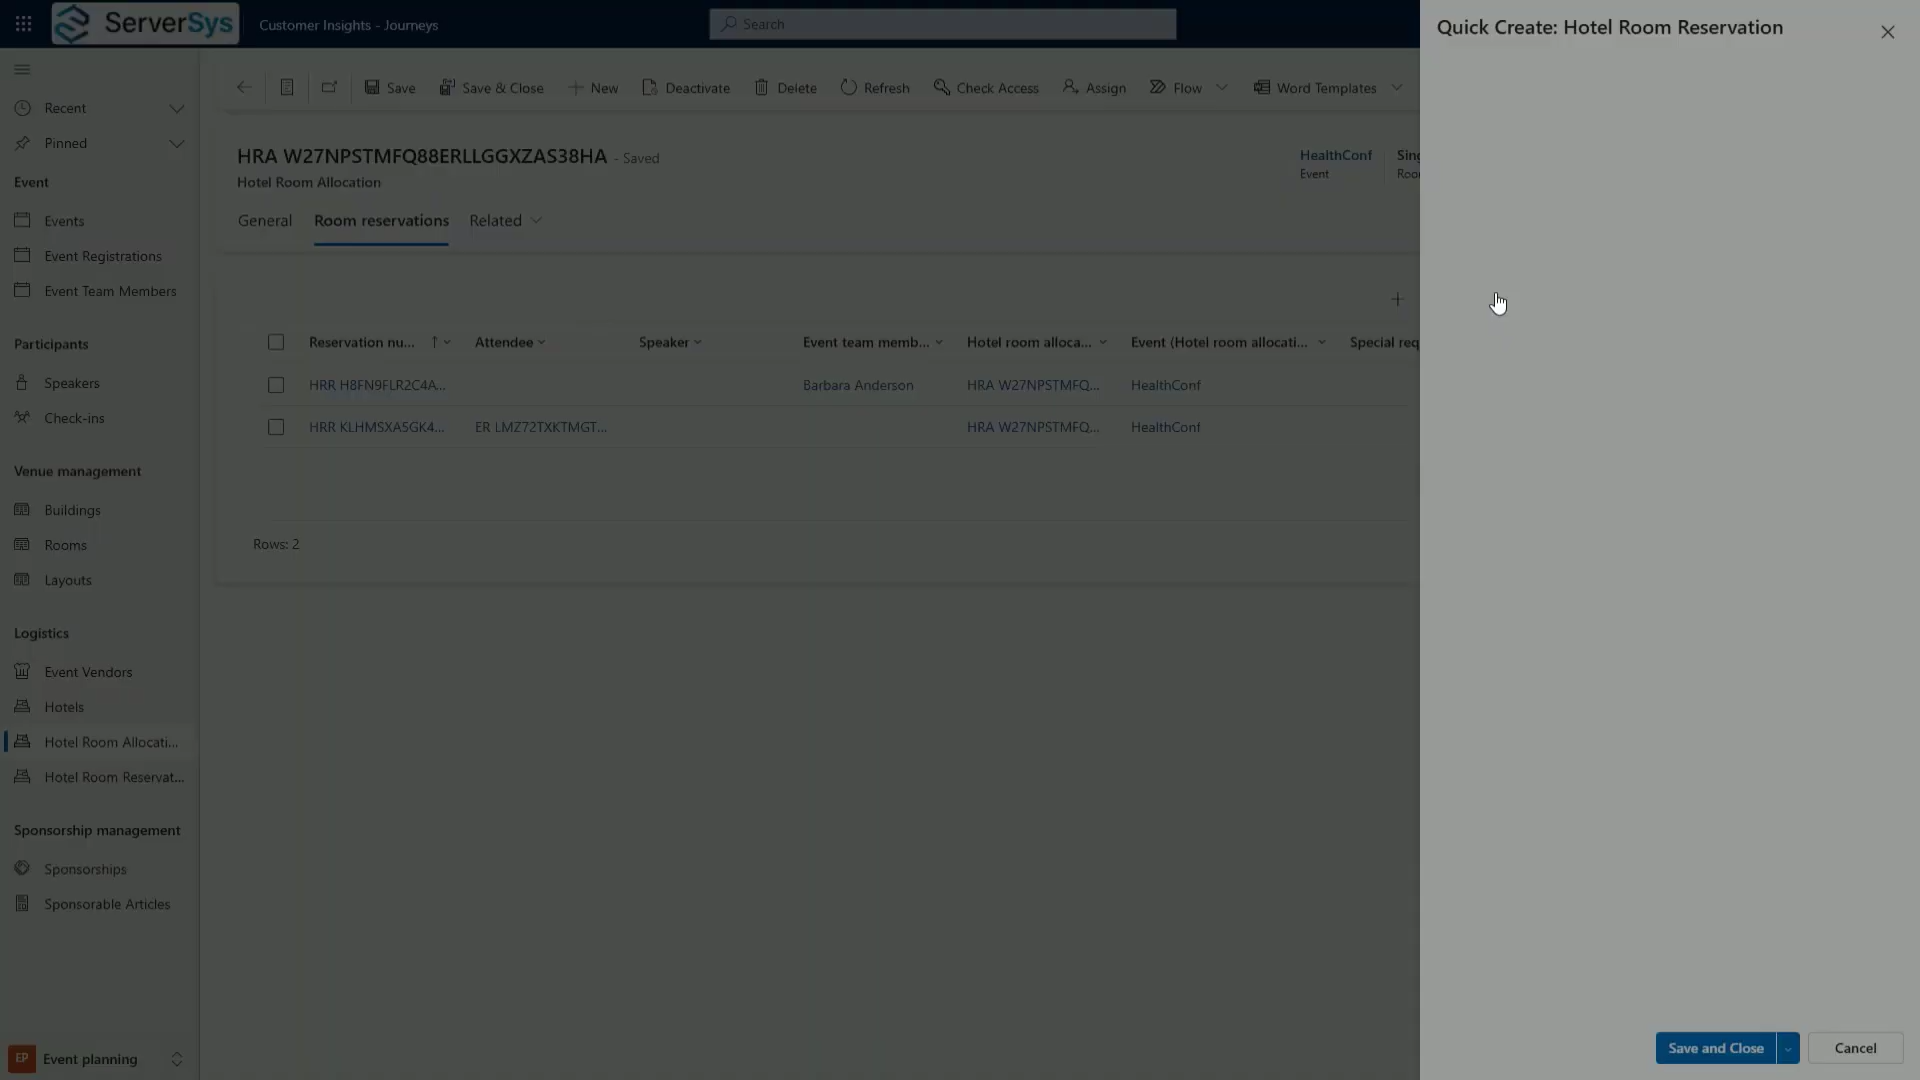 ServerSys
Customer Insights - Journeys
Search
Quick Create: Hotel Room Reservation
Save
Save & Close
New
Deactivate
Delete
Refresh
Check Access
Assign
Flow
Word Templates
Recent
Pinned
Event
Events
Event Registrations
Event Team Members
Participants
Speakers
Check-ins
Venue management
Buildings
Rooms
Layouts
Logistics
Event Vendors
Hotels
Hotel Room Allocati...
Hotel Room Reservat...
Sponsorship management
Sponsorships
Sponsorable Articles
EP Event planning
HRA W27NPSTMFQ88ERLLGGXZAS38HA - Saved
Hotel Room Allocation
HealthConf
Event
Sing
Roo
General Room reservations Related
Reservation nu... Attendee Speaker Event team memb... Hotel room alloca... Event (Hotel room allocati... Special req
HRR H8FN9FLR2C4A... Barbara Anderson HRA W27NPSTMFQ... HealthConf
HRR KLHMSXA5GK4... ER LMZ72TXKTMGT... HRA W27NPSTMFQ... HealthConf
Rows: 2
Save and Close
Cancel